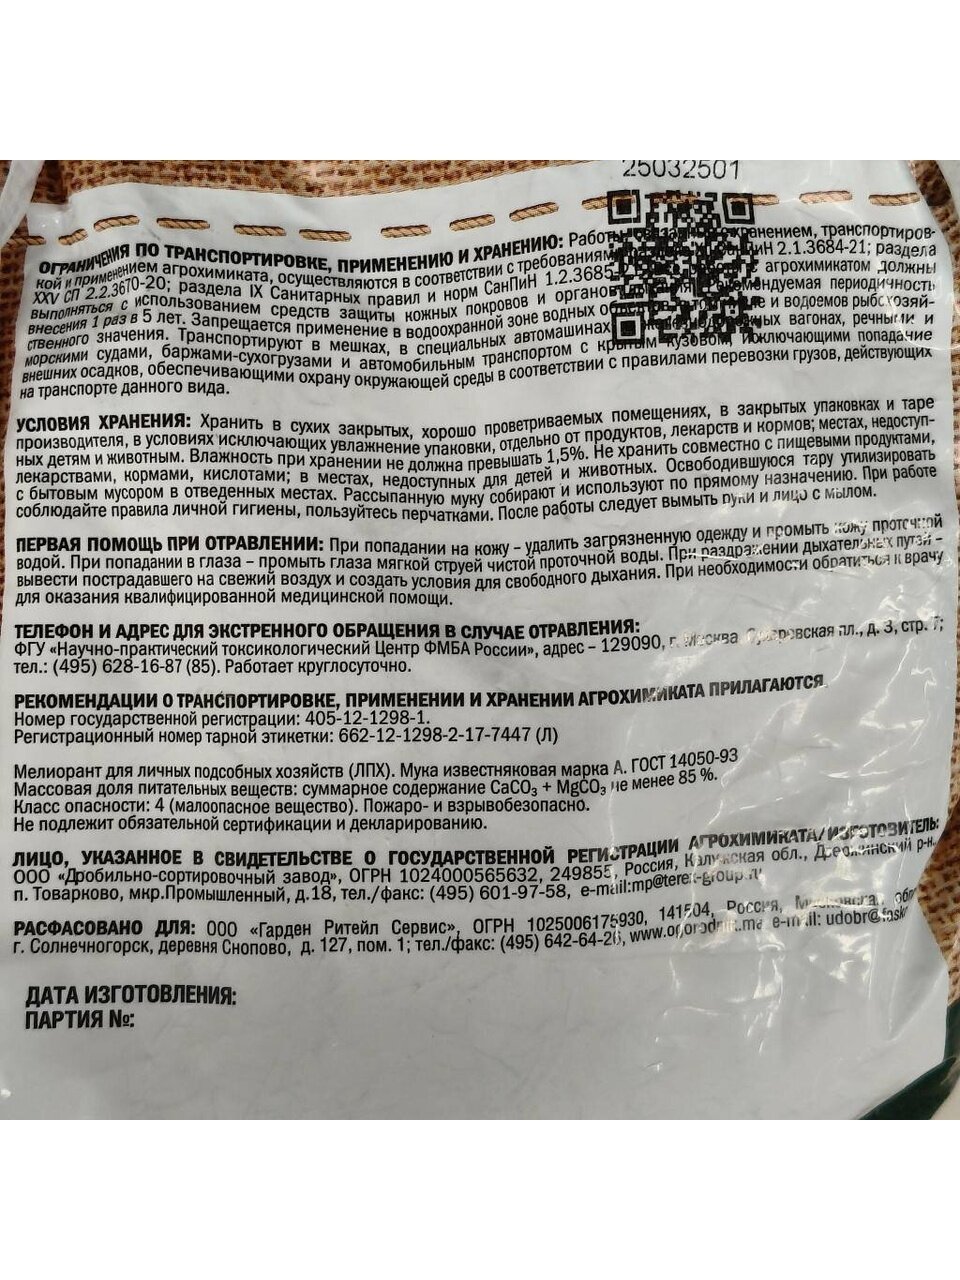 25032501
ОГРАНИЧЕНИЯ ПО ТРАНСПОРТИРОВКЕ, ПРИМЕНЕНИЮ И ХРАНЕНИЮ: Работы, хранением, транспортиров-
кой и применением агрохимиката, осуществляются в соответствии с требованиями СанПиН 2.1.3684-21; раздела
XXV СП 2.2.3670-20; раздела IX Санитарных правил и норм СанПиН 1.2.3685 с агрохимикатом должны
выполняться с использованием средств защиты кожных покровов и органов Рекомендуемая периодичность
внесения 1 раз в 5 лет. Запрещается применение в водоохранной зоне водных и водоемов рыбохозяй-
ственного значения. Транспортируют в мешках, в специальных автомашинах вагонах, речными и
морскими судами, баржами-сухогрузами и автомобильным транспортом с крытым кузовом, исключающими попадание
внешних осадков, обеспечивающими охрану окружающей среды в соответствии с правилами перевозки грузов, действующих
на транспорте данного вида.
УСЛОВИЯ ХРАНЕНИЯ: Хранить в сухих закрытых, хорошо проветриваемых помещениях, в закрытых упаковках и таре
производителя, в условиях исключающих увлажнение упаковки, отдельно от продуктов, лекарств и кормов; местах, недоступ-
ных детям и животным. Влажность при хранении не должна превышать 1,5%. Не хранить совместно с пищевыми продуктами,
лекарствами, кормами, кислотами; в местах, недоступных для детей и животных. Освободившуюся тару утилизировать
с бытовым мусором в отведенных местах. Рассыпанную муку собирают и используют по прямому назначению. При работе
соблюдайте правила личной гигиены, пользуйтесь перчатками. После работы следует вымыть руки и лицо с мылом.
ПЕРВАЯ ПОМОЩЬ ПРИ ОТРАВЛЕНИИ: При попадании на кожу – удалить загрязненную одежду и промыть кожу проточной
водой. При попадании в глаза – промыть глаза мягкой струей чистой проточной воды. При раздражении дыхательных путей –
вывести пострадавшего на свежий воздух и создать условия для свободного дыхания. При необходимости обратиться к врачу
для оказания квалифицированной медицинской помощи.
ТЕЛЕФОН И АДРЕС ДЛЯ ЭКСТРЕННОГО ОБРАЩЕНИЯ В СЛУЧАЕ ОТРАВЛЕНИЯ:
ФГУ «Научно-практический токсикологический Центр ФМБА России», адрес – 129090, г. Москва, Сухаревская пл., д. 3, стр. 7;
тел.: (495) 628-16-87 (85). Работает круглосуточно.
РЕКОМЕНДАЦИИ О ТРАНСПОРТИРОВКЕ, ПРИМЕНЕНИИ И ХРАНЕНИИ АГРОХИМИКАТА ПРИЛАГАЮТСЯ.
Номер государственной регистрации: 405-12-1298-1.
Регистрационный номер тарной этикетки: 662-12-1298-2-17-7447 (Л)
Мелиорант для личных подсобных хозяйств (ЛПХ). Мука известняковая марка А. ГОСТ 14050-93
Массовая доля питательных веществ: суммарное содержание CaCO₃ + MgCO₃ не менее 85 %.
Класс опасности: 4 (малоопасное вещество). Пожаро- и взрывобезопасно.
Не подлежит обязательной сертификации и декларированию.
ЛИЦО, УКАЗАННОЕ В СВИДЕТЕЛЬСТВЕ О ГОСУДАРСТВЕННОЙ РЕГИСТРАЦИИ АГРОХИМИКАТА/ИЗГОТОВИТЕЛЬ:
ООО «Дробильно-сортировочный завод», ОГРН 1024000565632, 249855, Россия, Калужская обл., Дзержинский р-н.,
п. Товарково, мкр.Промышленный, д.18, тел./факс: (495) 601-97-58, e-mail:mp@terex-group.ru
РАСФАСОВАНО ДЛЯ: ООО «Гарден Ритейл Сервис», ОГРН 1025006175930, 141504, Россия, Московская обл.
г. Солнечногорск, деревня Снопово, д. 127, пом. 1; тел./факс: (495) 642-64-26, e-mail:
ДАТА ИЗГОТОВЛЕНИЯ:
ПАРТИЯ №: